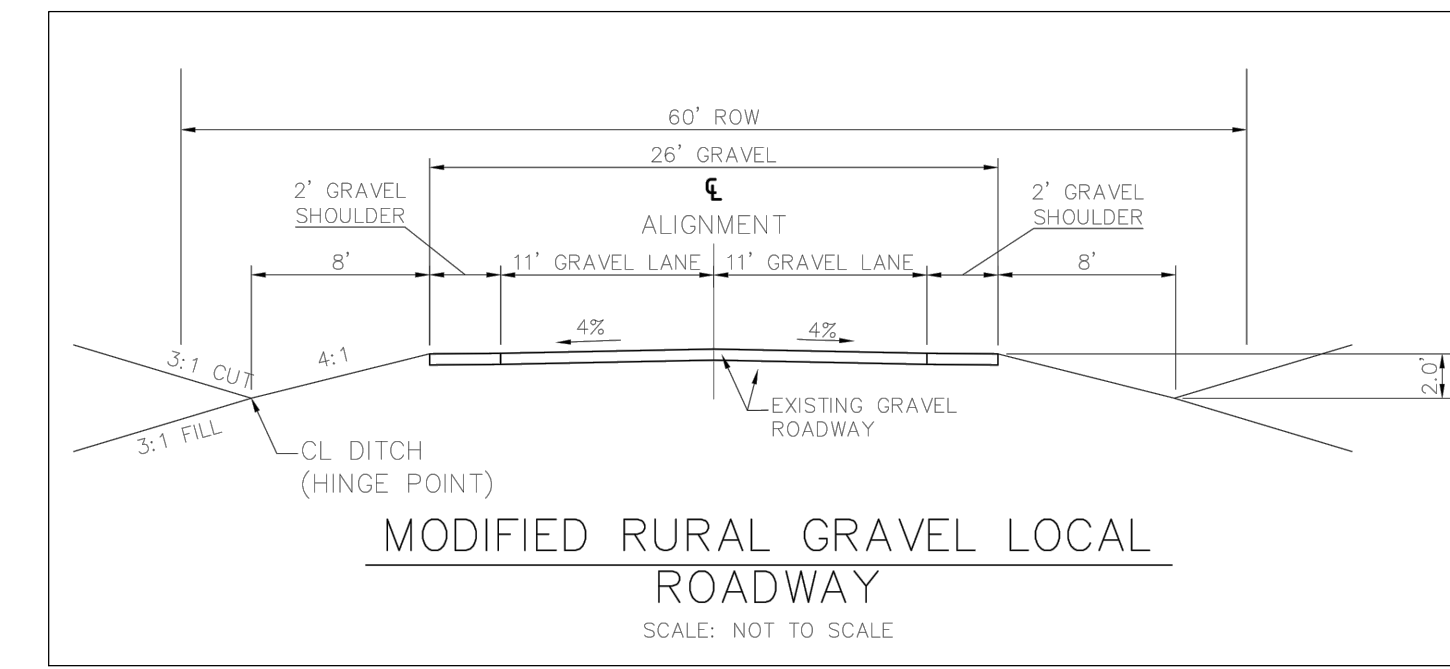 60' ROW
26' GRAVEL
℄
2' GRAVEL
SHOULDER
ALIGNMENT
2' GRAVEL
SHOULDER
8'
11' GRAVEL LANE
11' GRAVEL LANE
8'
4%
4%
3:1 CUT
4:1
2.0'
3:1 FILL
EXISTING GRAVEL
ROADWAY
CL DITCH
(HINGE POINT)
MODIFIED RURAL GRAVEL LOCAL
ROADWAY
SCALE: NOT TO SCALE